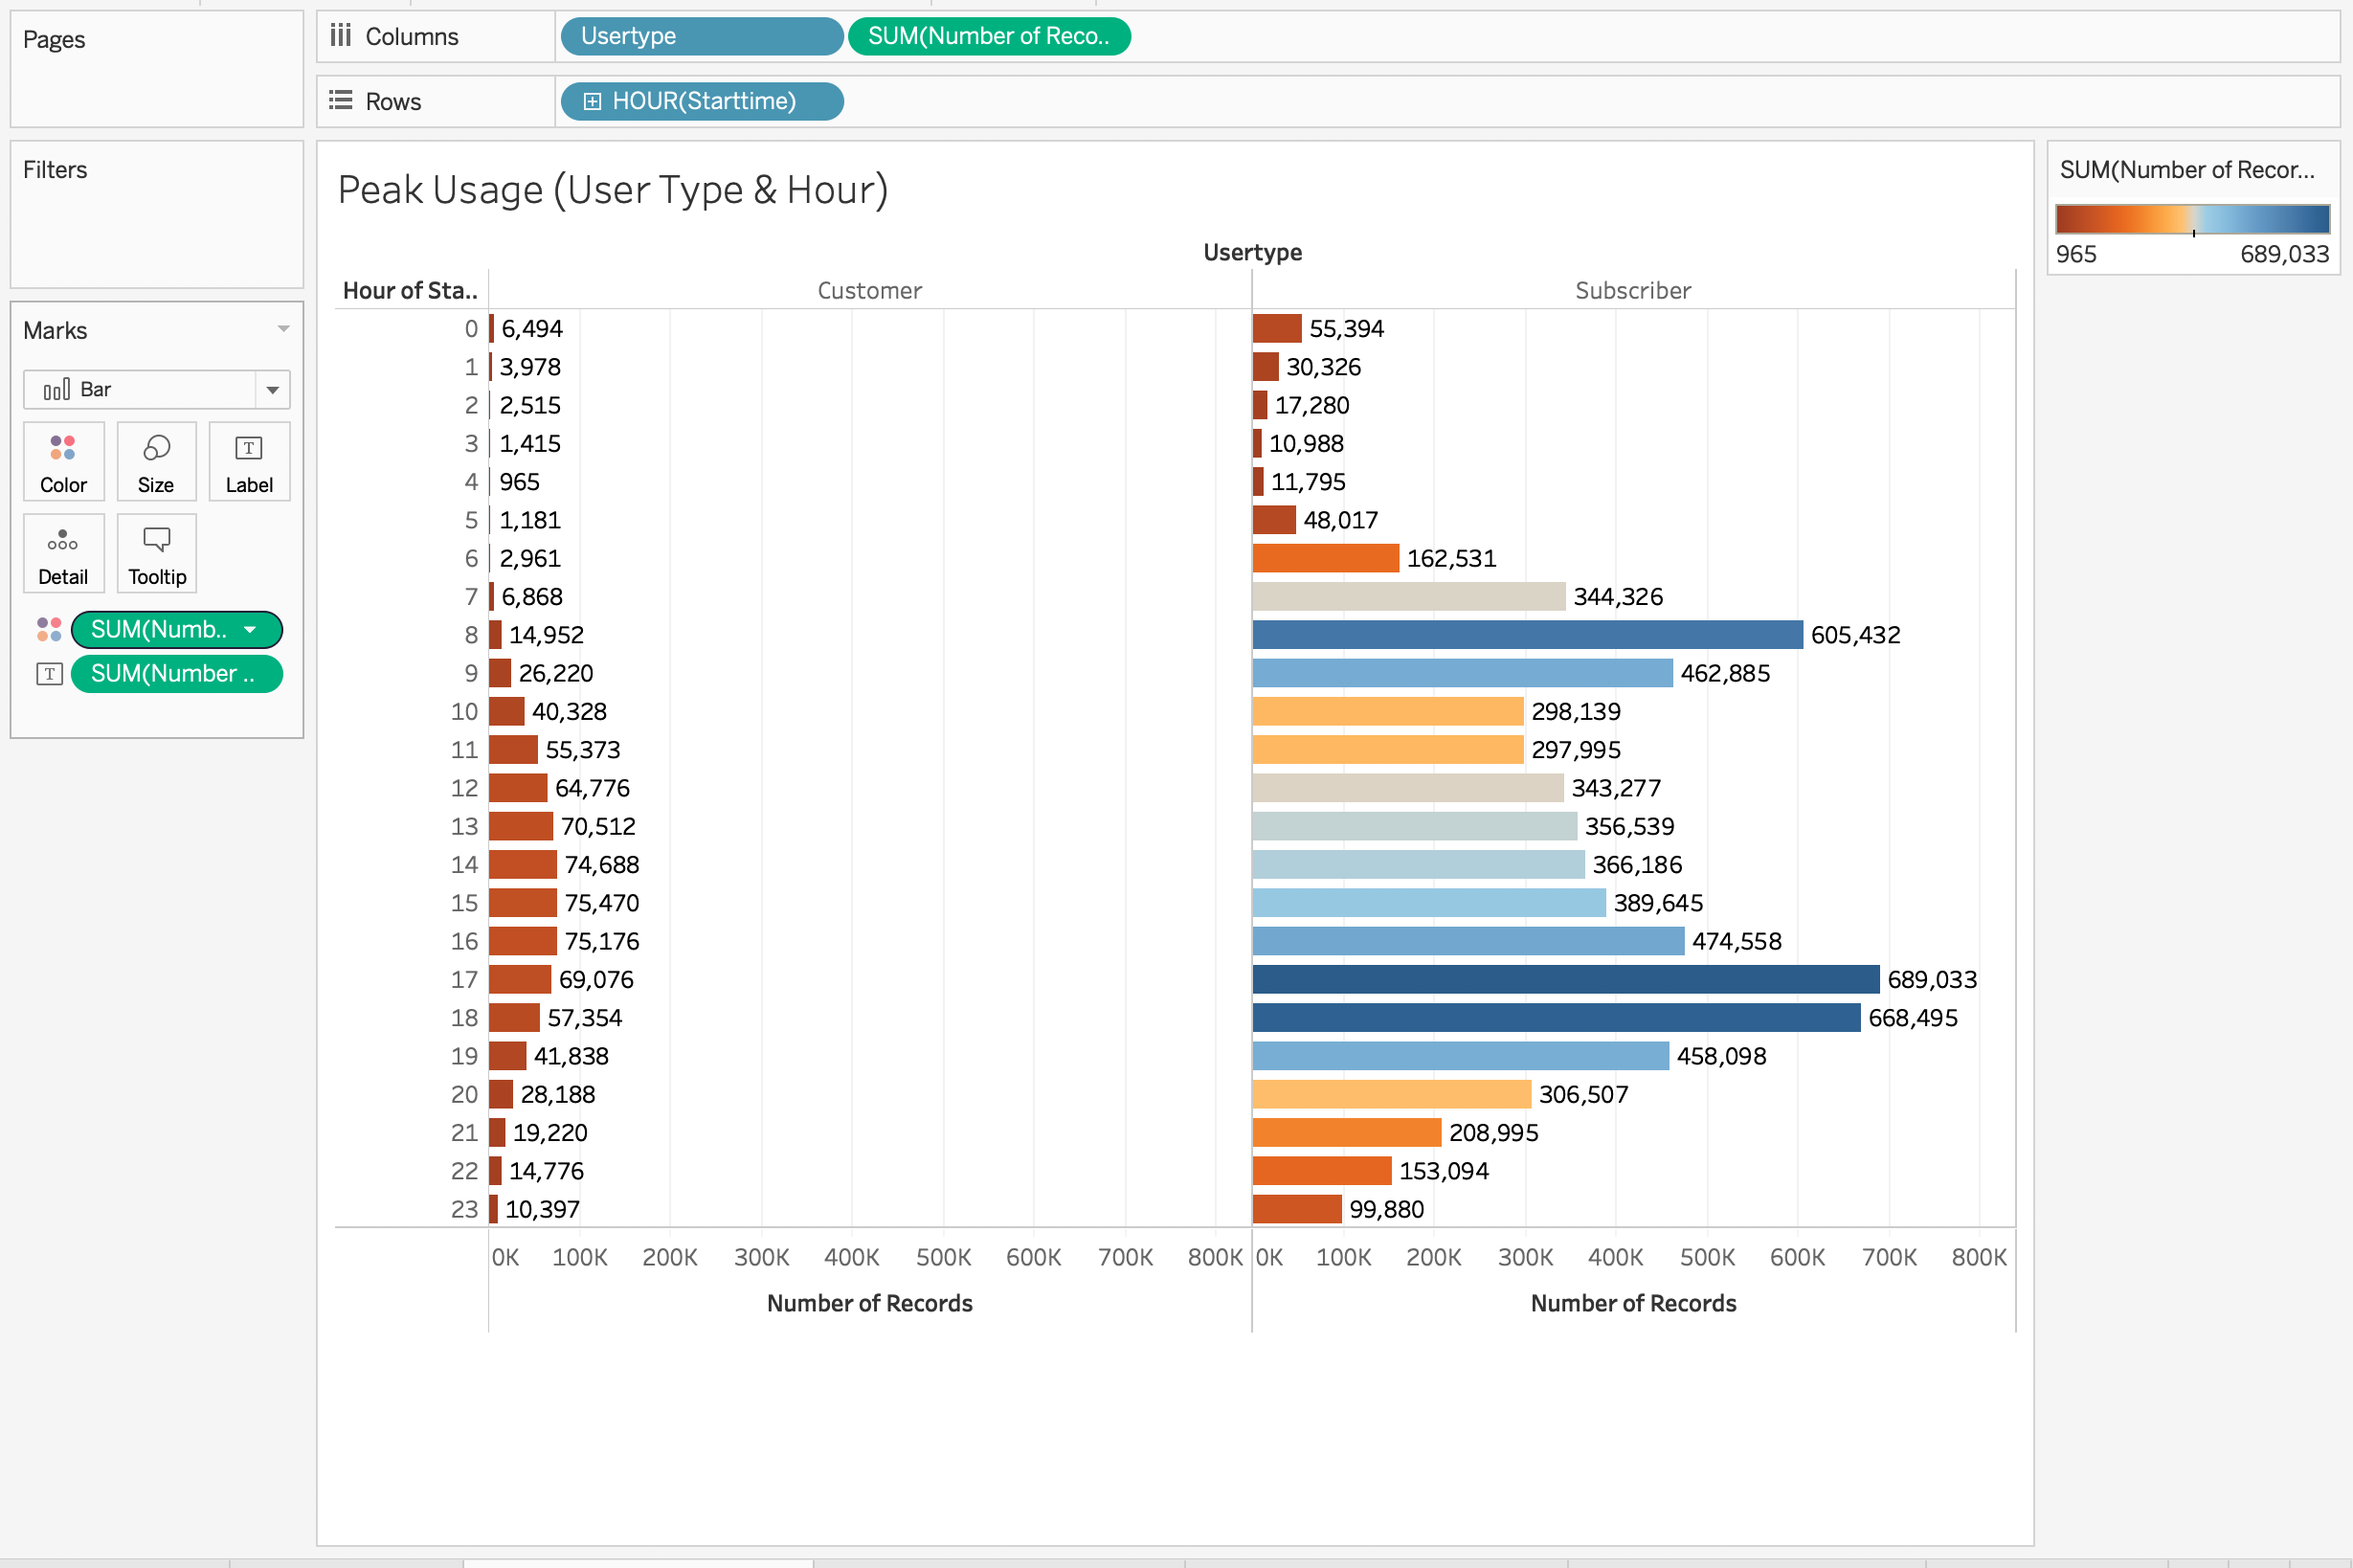 Pages
Columns
Usertype
SUM(Number of Reco..
Rows
HOUR(Starttime)
Filters
Marks
Bar
Color
Size
T
Label
Detail
Tooltip
SUM(Numb..
T
SUM(Number ..
Peak Usage (User Type & Hour)
Usertype
Hour of Sta..
Customer
Subscriber
0 6,494 55,394
1 3,978 30,326
2 2,515 17,280
3 1,415 10,988
4 965 11,795
5 1,181 48,017
6 2,961 162,531
7 6,868 344,326
8 14,952 605,432
9 26,220 462,885
10 40,328 298,139
11 55,373 297,995
12 64,776 343,277
13 70,512 356,539
14 74,688 366,186
15 75,470 389,645
16 75,176 474,558
17 69,076 689,033
18 57,354 668,495
19 41,838 458,098
20 28,188 306,507
21 19,220 208,995
22 14,776 153,094
23 10,397 99,880
0K 100K 200K 300K 400K 500K 600K 700K 800K 0K 100K 200K 300K 400K 500K 600K 700K 800K
Number of Records
Number of Records
SUM(Number of Recor...
965 689,033